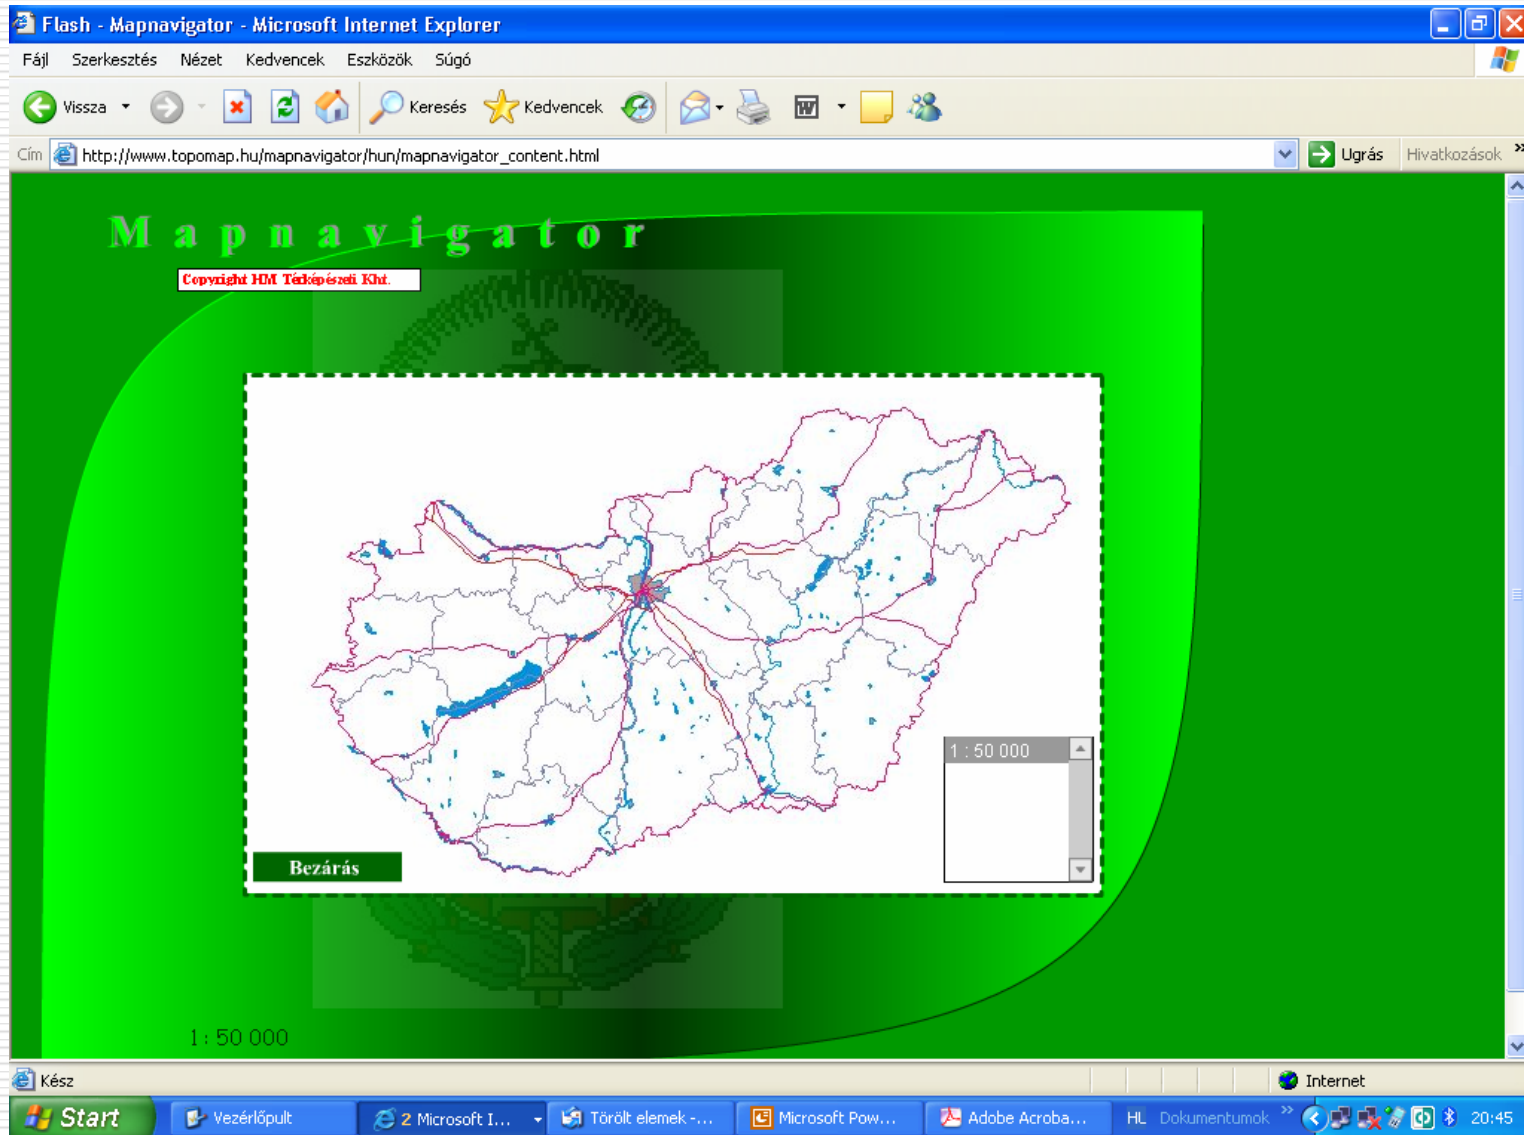 Flash - Mapnavigator - Microsoft Internet Explorer
Fájl Szerkesztés Nézet Kedvencek Eszközök Súgó
Vissza Keresés Kedvencek
Cím http://www.topomap.hu/mapnavigator/hun/mapnavigator_content.html Ugrás Hivatkozások »
Mapnavigator
Copyright HM Térképészeti Kht.
1 : 50 000
Bezárás
1 : 50 000
Kész Internet
Start Vezérlőpult 2 Microsoft I... Törölt elemek -... Microsoft Pow... Adobe Acroba... HL Dokumentumok » 20:45